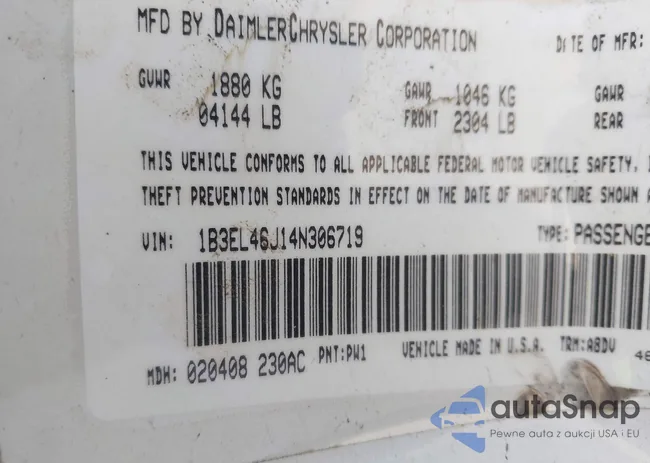 MFD BY DAIMLERCHRYSLER CORPORATION DATE OF MFR:
GVWR 1880 KG GAWR 1046 KG GAWR
04144 LB FRONT 2304 LB REAR
THIS VEHICLE CONFORMS TO ALL APPLICABLE FEDERAL MOTOR VEHICLE SAFETY,
THEFT PREVENTION STANDARDS IN EFFECT ON THE DATE OF MANUFACTURE SHOWN
VIN: 1B3EL46J14N306719 TYPE: PASSENGE
MDH: 020408 230AC PNT: PW1 VEHICLE MADE IN U.S.A. TRM: A8DV 48
autaSnap
Pewne auta z aukcji USA i EU